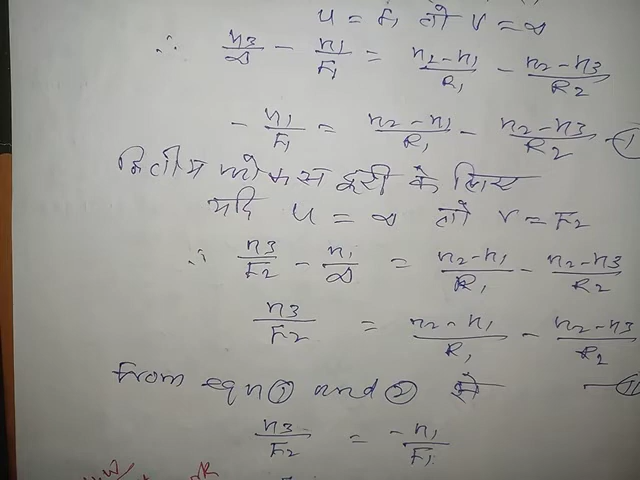 u = F₁ तो v = ∞
∴ n3/∞ - n1/F₁ = n2-n1/R₁ - n2-n3/R2
- n1/F₁ = n2-n1/R₁ - n2-n3/R2 - ①
द्वितीय फोकस दूरी के लिए
यदि u = ∞ तो v = F2
∴ n3/F2 - n1/∞ = n2-n1/R₁ - n2-n3/R2
n3/F2 = n2-n1/R₁ - n2-n3/R2
from eqn ① and ② से - ⑪
n3/F2 = -n1/F₁